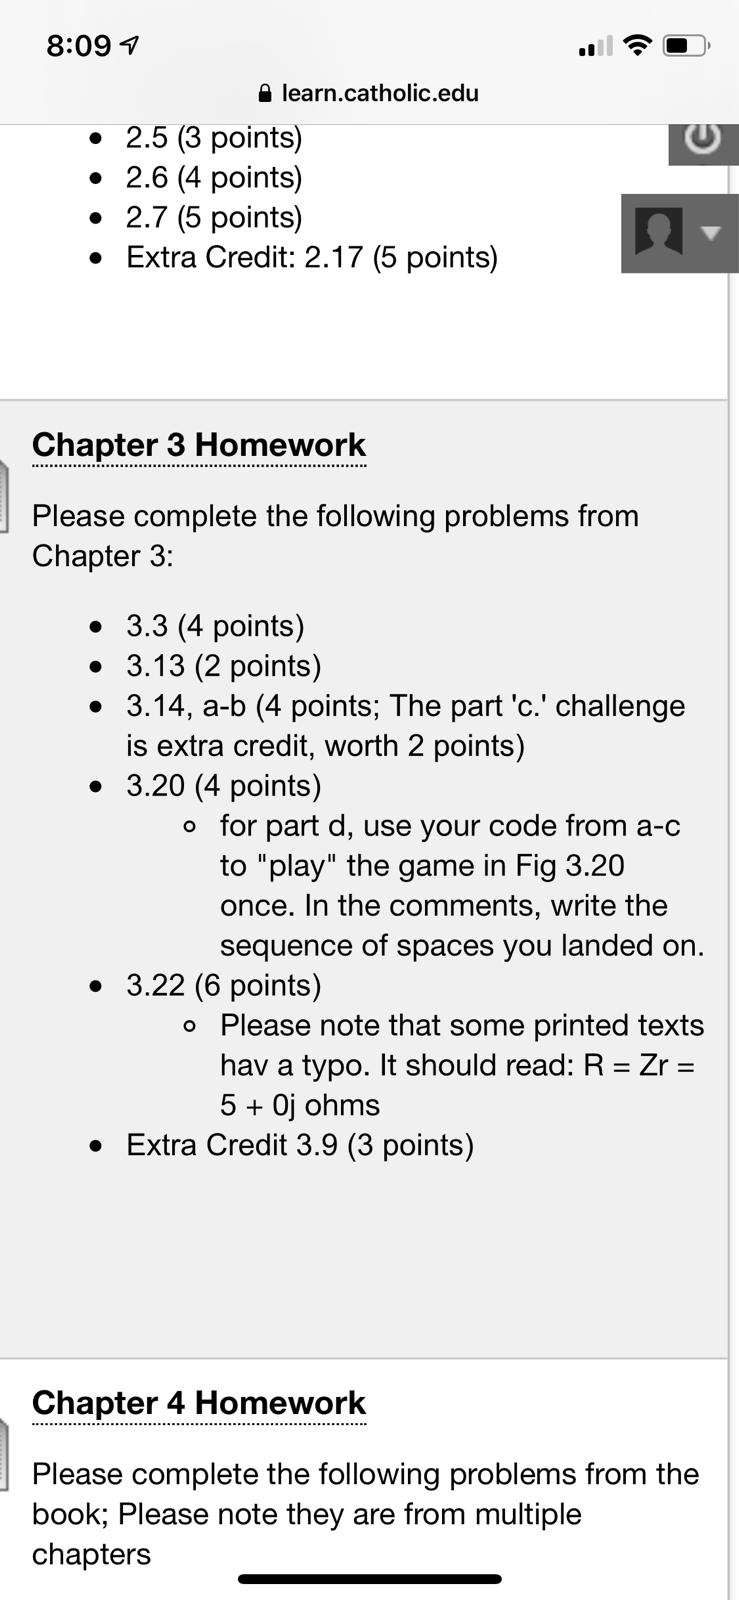 8:09
learn.catholic.edu
• 2.5 (3 points)
• 2.6 (4 points)
• 2.7 (5 points)
• Extra Credit: 2.17 (5 points)
Chapter 3 Homework
Please complete the following problems from
Chapter 3:
• 3.3 (4 points)
• 3.13 (2 points)
• 3.14, a-b (4 points; The part 'c.' challenge
is extra credit, worth 2 points)
• 3.20 (4 points)
◦ for part d, use your code from a-c
to "play" the game in Fig 3.20
once. In the comments, write the
sequence of spaces you landed on.
• 3.22 (6 points)
◦ Please note that some printed texts
hav a typo. It should read: R = Zr =
5 + 0j ohms
• Extra Credit 3.9 (3 points)
Chapter 4 Homework
Please complete the following problems from the
book; Please note they are from multiple
chapters